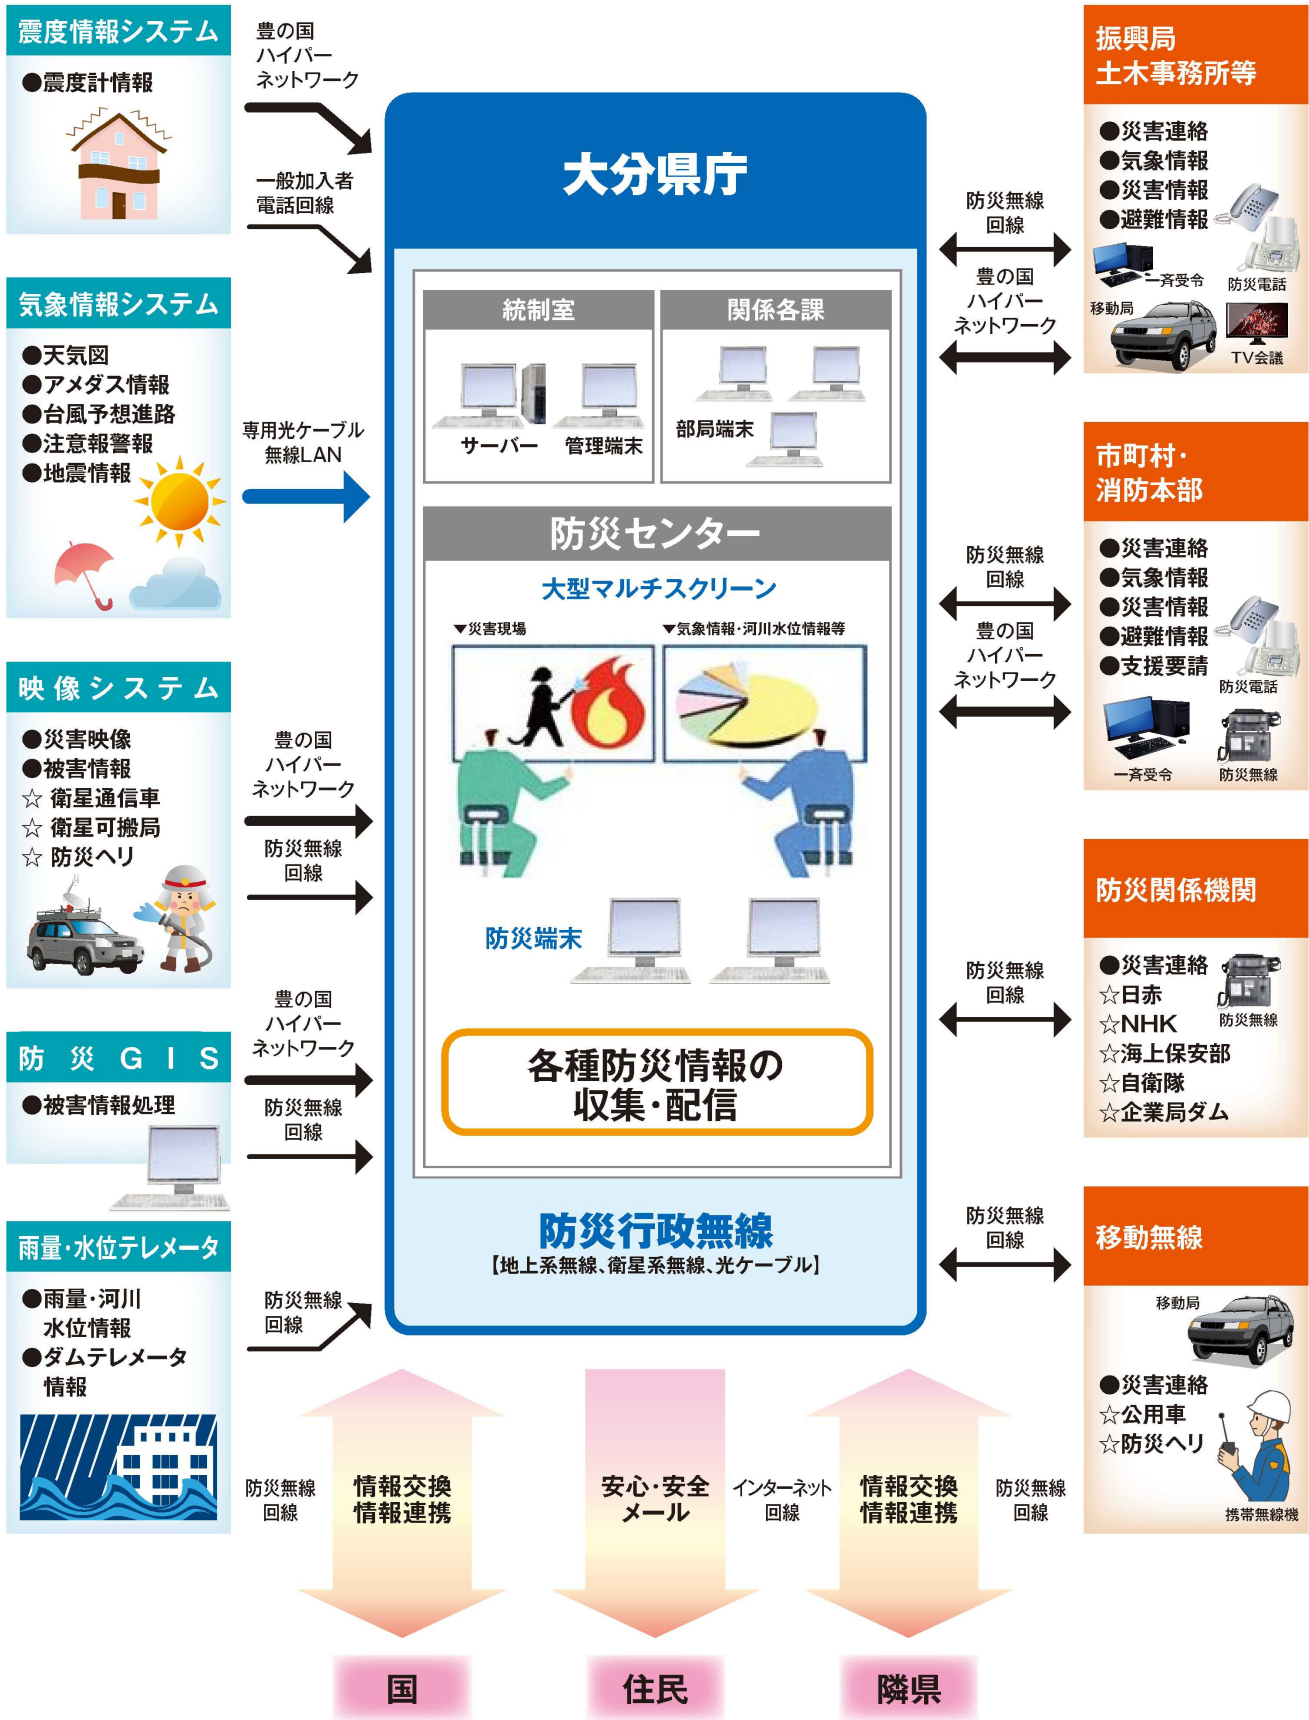 震度情報システム
●震度計情報
豊の国
ハイパー
ネットワーク
一般加入者
電話回線
気象情報システム
●天気図
●アメダス情報
●台風予想進路
●注意報警報
●地震情報
専用光ケーブル
無線LAN
映像システム
●災害映像
●被害情報
☆ 衛星通信車
☆ 衛星可搬局
☆ 防災ヘリ
豊の国
ハイパー
ネットワーク
防災無線
回線
防災GIS
●被害情報処理
豊の国
ハイパー
ネットワーク
防災無線
回線
雨量・水位テレメータ
●雨量・河川
水位情報
●ダムテレメータ
情報
防災無線
回線
大分県庁
統制室
サーバー
管理端末
関係各課
部局端末
防災センター
大型マルチスクリーン
▼災害現場
▼気象情報・河川水位情報等
防災端末
各種防災情報の
収集・配信
防災行政無線
【地上系無線、衛星系無線、光ケーブル】
防災無線
回線
豊の国
ハイパー
ネットワーク
振興局
土木事務所等
●災害連絡
●気象情報
●災害情報
●避難情報
一斉受令
防災電話
移動局
TV会議
防災無線
回線
豊の国
ハイパー
ネットワーク
市町村・
消防本部
●災害連絡
●気象情報
●災害情報
●避難情報
●支援要請
防災電話
一斉受令
防災無線
防災無線
回線
防災関係機関
●災害連絡
☆日赤
☆NHK
☆海上保安部
☆自衛隊
☆企業局ダム
防災無線
防災無線
回線
移動無線
移動局
●災害連絡
☆公用車
☆防災ヘリ
携帯無線機
防災無線
回線
情報交換
情報連携
国
安心・安全
メール
インターネット
回線
住民
情報交換
情報連携
防災無線
回線
隣県